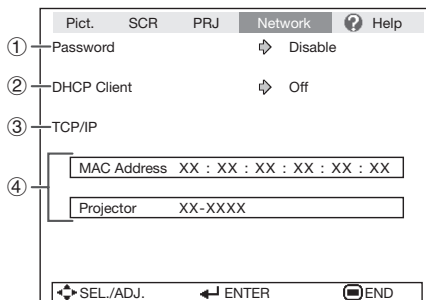 Pict. SCR PRJ Network ? Help
① Password Disable
② DHCP Client Off
③ TCP/IP
④
MAC Address XX : XX : XX : XX : XX : XX
Projector XX-XXXX
SEL./ADJ. ENTER END